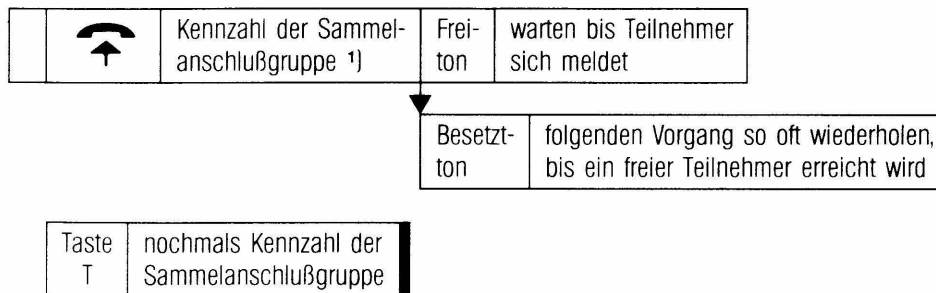 Kennzahl der Sammel-
anschlußgruppe 1)
Frei-
ton
warten bis Teilnehmer
sich meldet
Besetzt-
ton
folgenden Vorgang so oft wiederholen,
bis ein freier Teilnehmer erreicht wird
Taste
T
nochmals Kennzahl der
Sammelanschlußgruppe